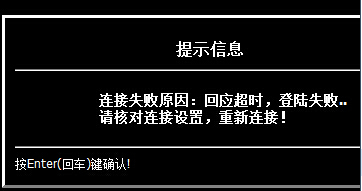 提示信息
连接失败原因：回应超时，登陆失败..
请核对连接设置，重新连接！
按Enter(回车)键确认!